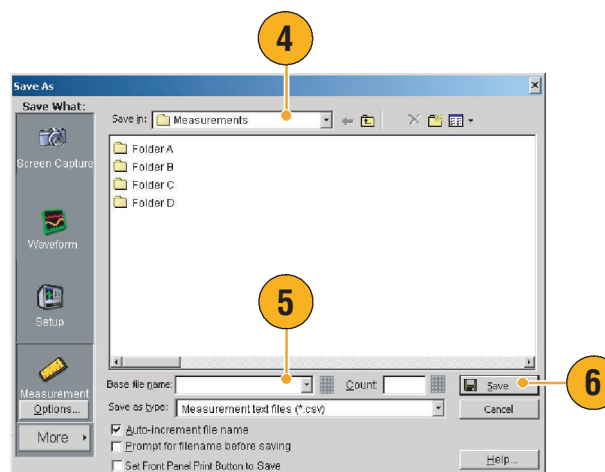 4
Save As
Save What:
Save in: Measurements
Screen Capture
Folder A
Folder B
Folder C
Folder D
Waveform
Setup
5
Base file name:
Count:
Save
6
Measurement
Options...
Save as type: Measurement text files (*.csv)
Cancel
More
Auto-increment file name
Prompt for filename before saving
Set Front Panel Print Button to Save
Help...